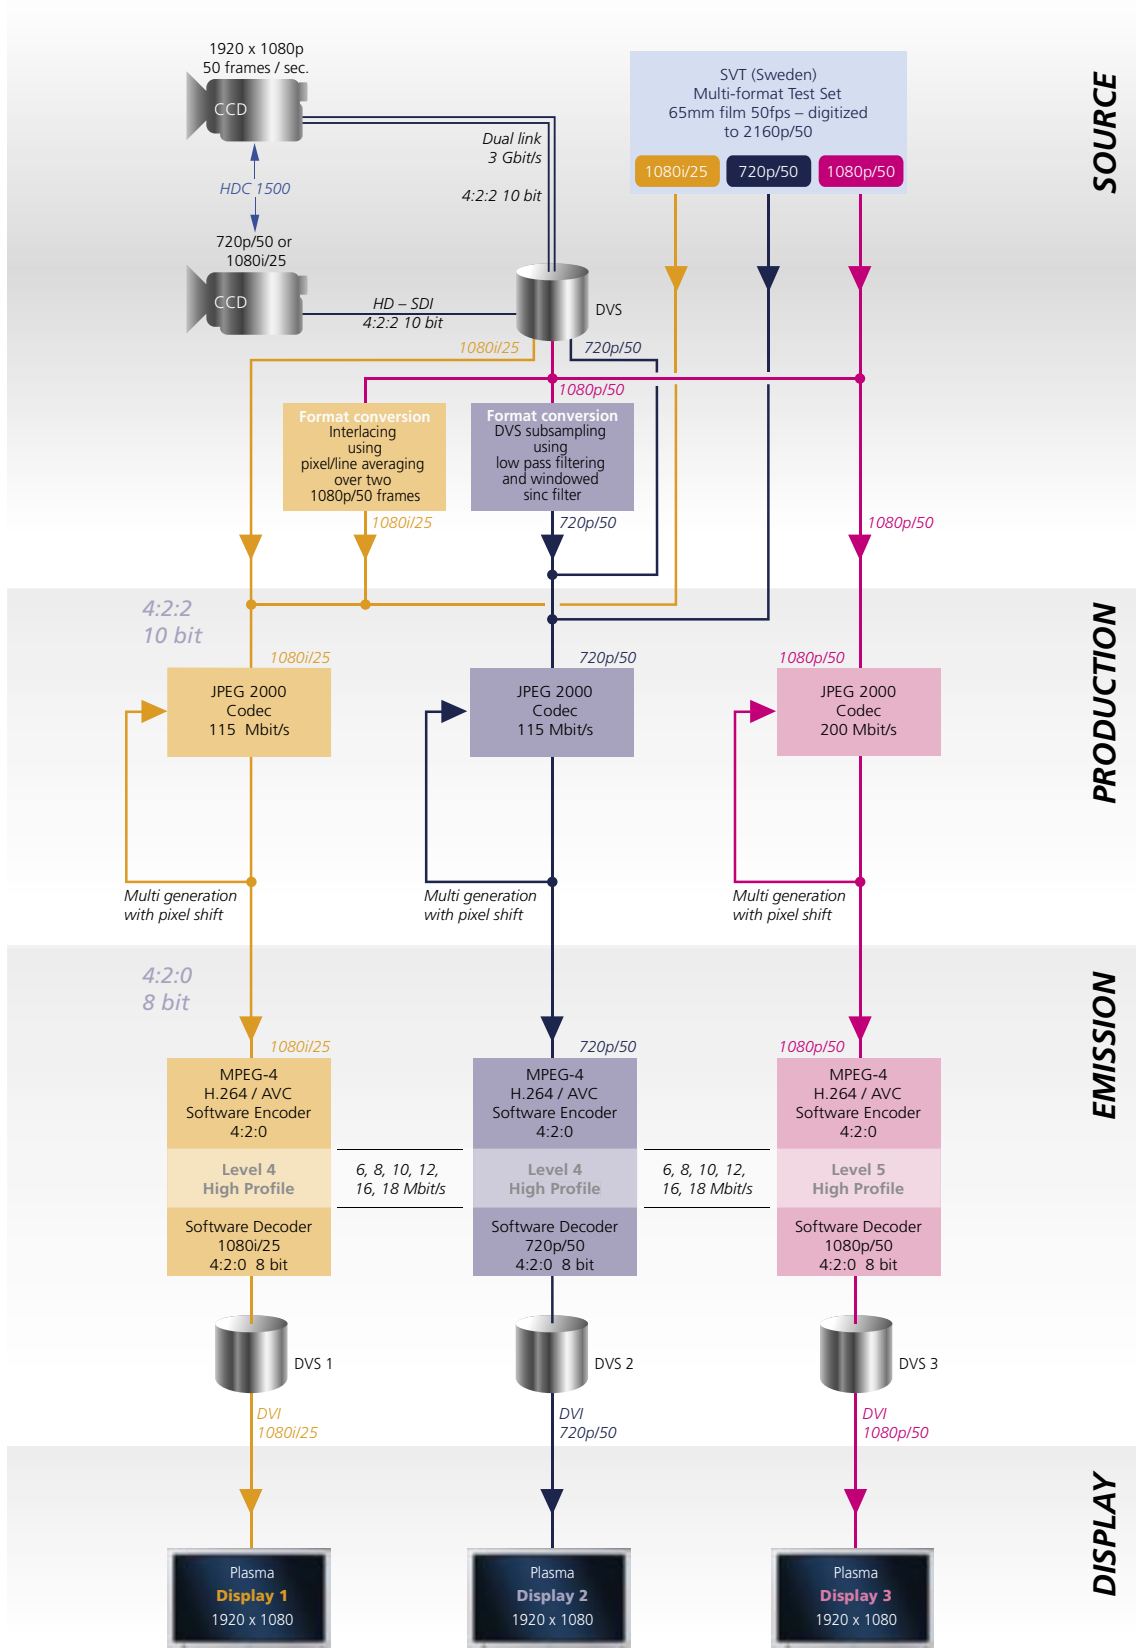 1920 x 1080p
50 frames / sec.
CCD
HDC 1500
720p/50 or
1080i/25
CCD
Dual link
3 Gbit/s
4:2:2 10 bit
HD – SDI
4:2:2 10 bit
DVS
SVT (Sweden)
Multi-format Test Set
65mm film 50fps – digitized
to 2160p/50
1080i/25
720p/50
1080p/50
SOURCE
1080i/25
720p/50
1080p/50
Format conversion
Interlacing
using
pixel/line averaging
over two
1080p/50 frames
Format conversion
DVS subsampling
using
low pass filtering
and windowed
sinc filter
1080i/25
720p/50
1080p/50
4:2:2
10 bit
PRODUCTION
1080i/25
720p/50
1080p/50
JPEG 2000
Codec
115 Mbit/s
JPEG 2000
Codec
115 Mbit/s
JPEG 2000
Codec
200 Mbit/s
Multi generation
with pixel shift
Multi generation
with pixel shift
Multi generation
with pixel shift
4:2:0
8 bit
EMISSION
1080i/25
720p/50
1080p/50
MPEG-4
H.264 / AVC
Software Encoder
4:2:0
Level 4
High Profile
Software Decoder
1080i/25
4:2:0 8 bit
6, 8, 10, 12,
16, 18 Mbit/s
MPEG-4
H.264 / AVC
Software Encoder
4:2:0
Level 4
High Profile
Software Decoder
720p/50
4:2:0 8 bit
6, 8, 10, 12,
16, 18 Mbit/s
MPEG-4
H.264 / AVC
Software Encoder
4:2:0
Level 5
High Profile
Software Decoder
1080p/50
4:2:0 8 bit
DVS 1
DVS 2
DVS 3
DVI
1080i/25
DVI
720p/50
DVI
1080p/50
DISPLAY
Plasma
Display 1
1920 x 1080
Plasma
Display 2
1920 x 1080
Plasma
Display 3
1920 x 1080